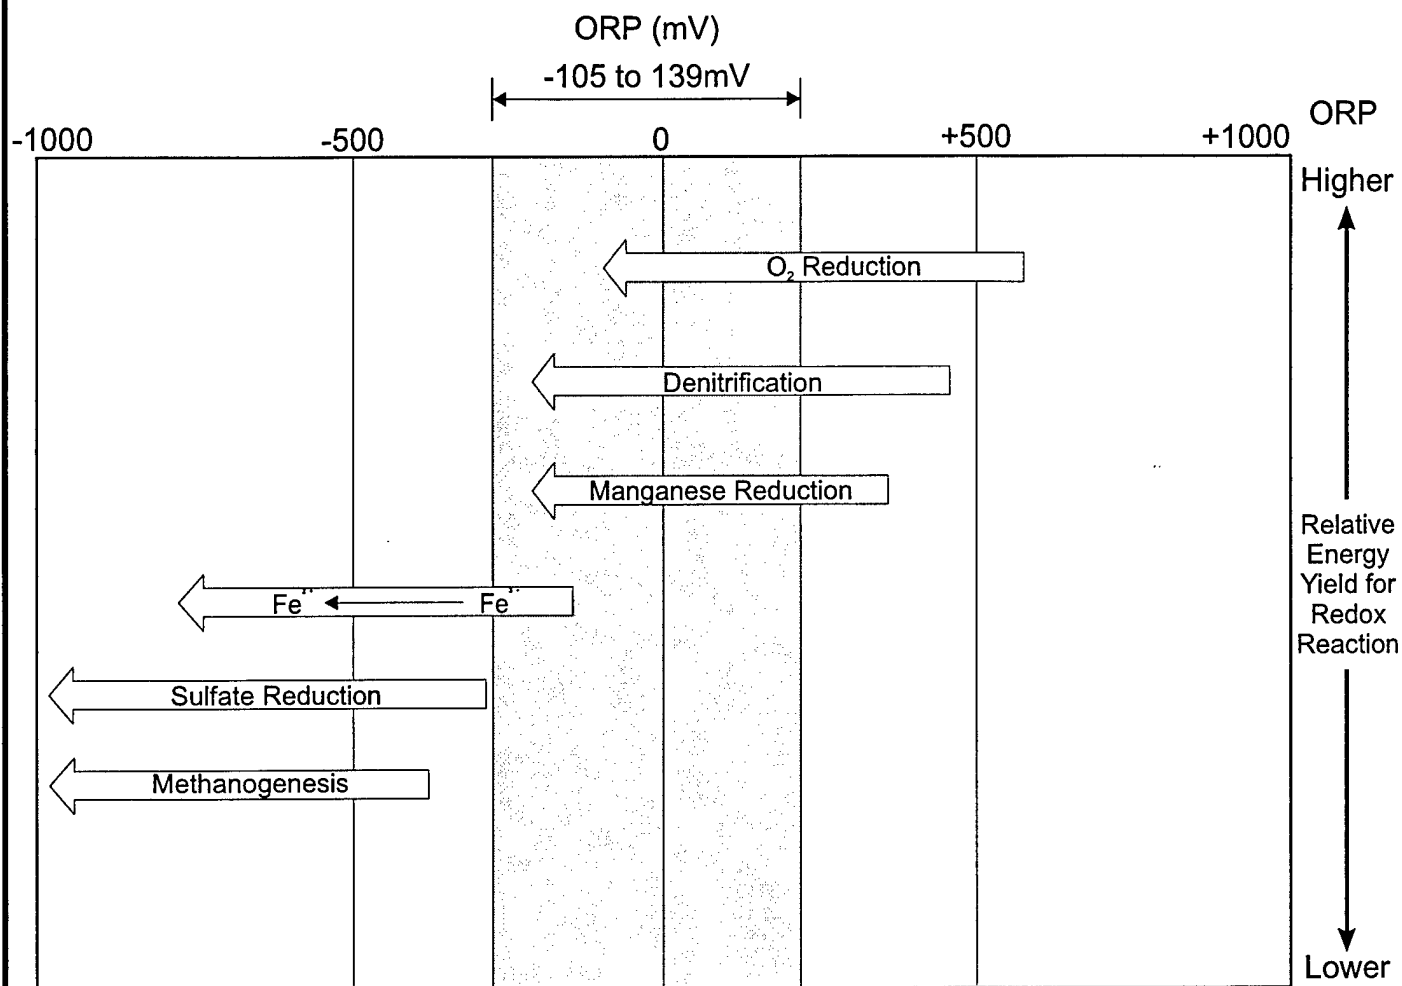 ORP (mV)
-105 to 139mV
-1000
-500
0
+500
+1000
ORP
Higher
O₂ Reduction
Denitrification
Manganese Reduction
Fe
Fe
Sulfate Reduction
Methanogenesis
Relative
Energy
Yield for
Redox
Reaction
Lower